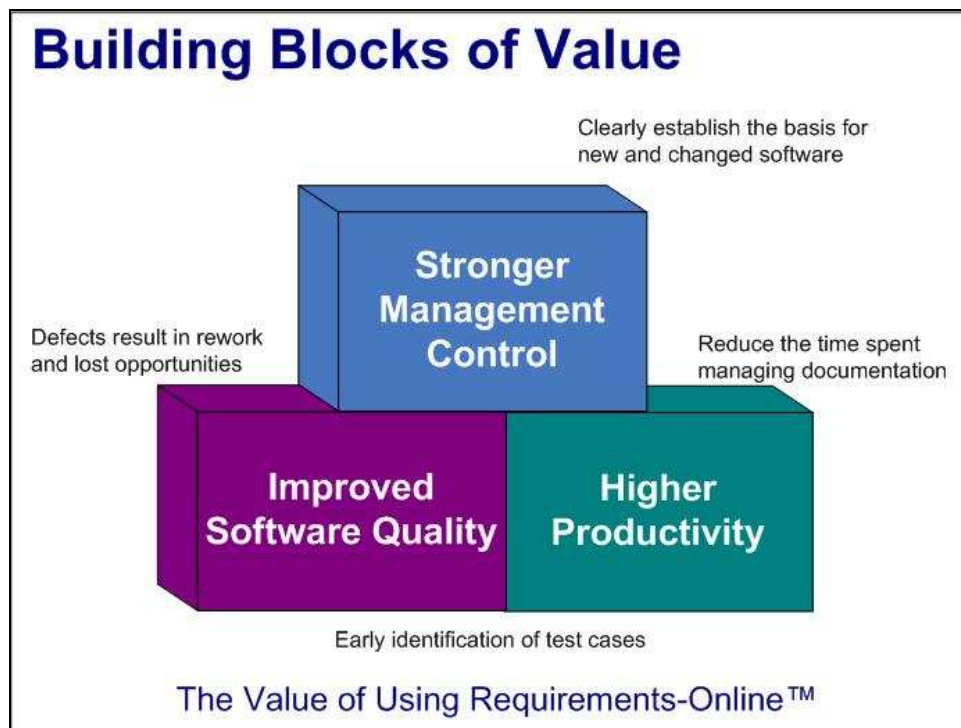 Building Blocks of Value
Clearly establish the basis for
new and changed software
Stronger
Management
Control
Defects result in rework
and lost opportunities
Reduce the time spent
managing documentation
Improved
Software Quality
Higher
Productivity
Early identification of test cases
The Value of Using Requirements-Online™